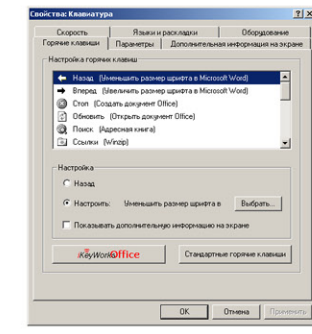 Свойства: Клавиатура
Скорость
Языки и раскладки
Оборудование
Горячие клавиши
Параметры
Дополнительная информация на экране
Настройка горячих клавиш
Назад (Уменьшить размер шрифта в Microsoft Word)
Вперед (Увеличить размер шрифта в Microsoft Word)
Стоп (Создать документ Office)
Обновить (Открыть документ Office)
Поиск (Адресная книга)
Ссылки (Winzip)
Настройка
Назад
Настроить: Уменьшить размер шрифта в
Выбрать...
Показывать дополнительную информацию на экране
iKeyWorksOffice
Стандартные горячие клавиши
OK
Отмена
Применить